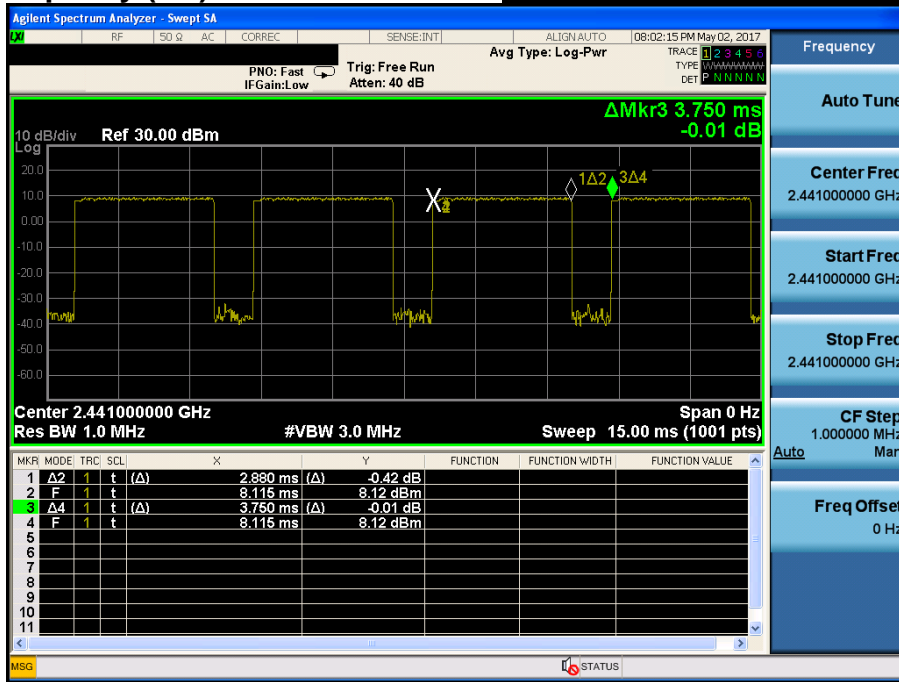 Agilent Spectrum Analyzer - Swept SA
LXI RF 50 Ω AC CORREC SENSE:INT ALIGN AUTO 08:02:15 PM May 02, 2017
Avg Type: Log-Pwr
TRACE 1 2 3 4 5 6
TYPE
DET P N N N N N
PNO: Fast
IFGain:Low
Trig: Free Run
Atten: 40 dB
Frequency
ΔMkr3 3.750 ms
-0.01 dB
10 dB/div Ref 30.00 dBm
Log
20.0
10.0
0.00
-10.0
-20.0
-30.0
-40.0
-50.0
-60.0
X
1Δ2 3Δ4
Center 2.441000000 GHz Span 0 Hz
Res BW 1.0 MHz #VBW 3.0 MHz Sweep 15.00 ms (1001 pts)
MKR MODE TRC SCL X Y FUNCTION FUNCTION WIDTH FUNCTION VALUE
1 Δ2 1 t (Δ) 2.880 ms (Δ) -0.42 dB
2 F 1 t 8.115 ms 8.12 dBm
3 Δ4 1 t (Δ) 3.750 ms (Δ) -0.01 dB
4 F 1 t 8.115 ms 8.12 dBm
5
6
7
8
9
10
11
Auto Tune
Center Freq
2.441000000 GHz
Start Freq
2.441000000 GHz
Stop Freq
2.441000000 GHz
CF Step
1.000000 MHz
Auto Man
Freq Offset
0 Hz
MSG STATUS